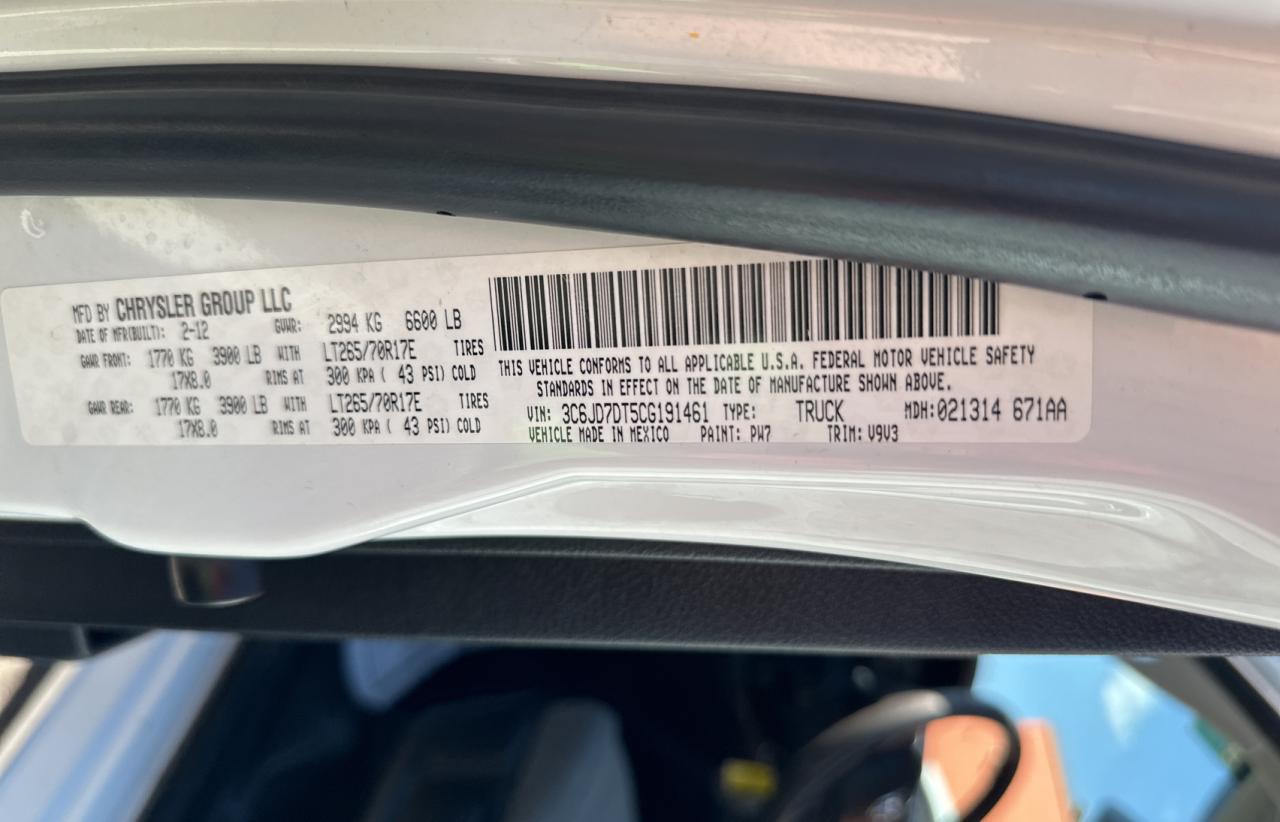 MFD BY CHRYSLER GROUP LLC
DATE OF MFR(BUILT): 2-12 GVWR: 2994 KG 6600 LB
GAWR FRONT: 1770 KG 3900 LB WITH LT265/70R17E TIRES
17X8.0 RIMS AT 300 KPA ( 43 PSI) COLD
GAWR REAR: 1770 KG 3900 LB WITH LT265/70R17E TIRES
17X8.0 RIMS AT 300 KPA ( 43 PSI) COLD
THIS VEHICLE CONFORMS TO ALL APPLICABLE U.S.A. FEDERAL MOTOR VEHICLE SAFETY
STANDARDS IN EFFECT ON THE DATE OF MANUFACTURE SHOWN ABOVE.
VIN: 3C6JD7DT5CG191461 TYPE: TRUCK MDH:021314 671AA
VEHICLE MADE IN MEXICO PAINT: PW7 TRIM: V9V3